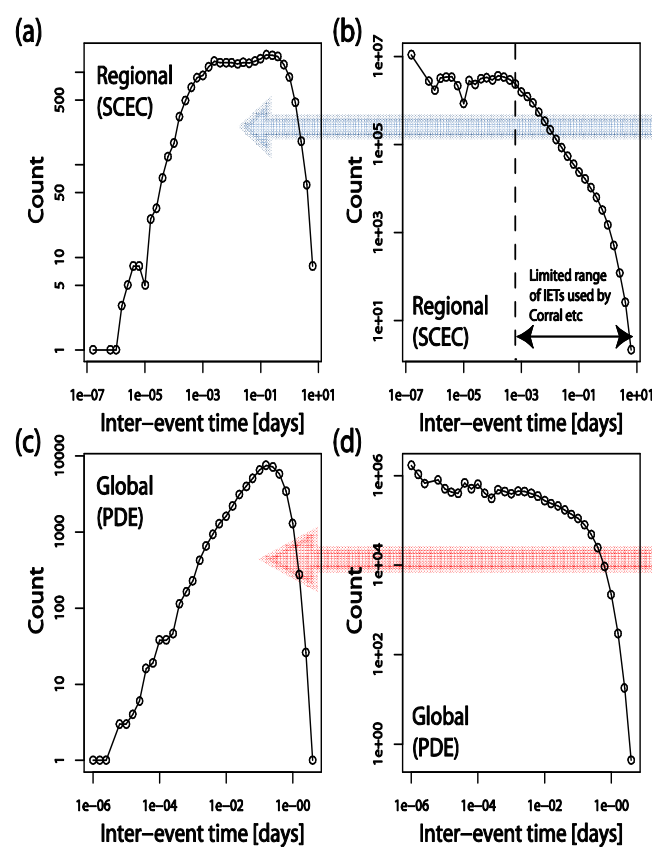 (a)
Regional
(SCEC)
Count
500
50
10
5
1
1e-07
1e-05
1e-03
1e-01
1e+01
Inter-event time [days]
(b)
Count
1e+07
1e+05
1e+03
1e+01
Limited range
of IETs used by
Corral etc
Regional
(SCEC)
1e-07
1e-05
1e-03
1e-01
1e+01
Inter-event time [days]
(c)
Global
(PDE)
Count
10000
1000
100
10
1
1e-06
1e-04
1e-02
1e-00
Inter-event time [days]
(d)
Count
1e+06
1e+04
1e+02
1e+00
Global
(PDE)
1e-06
1e-04
1e-02
1e-00
Inter-event time [days]